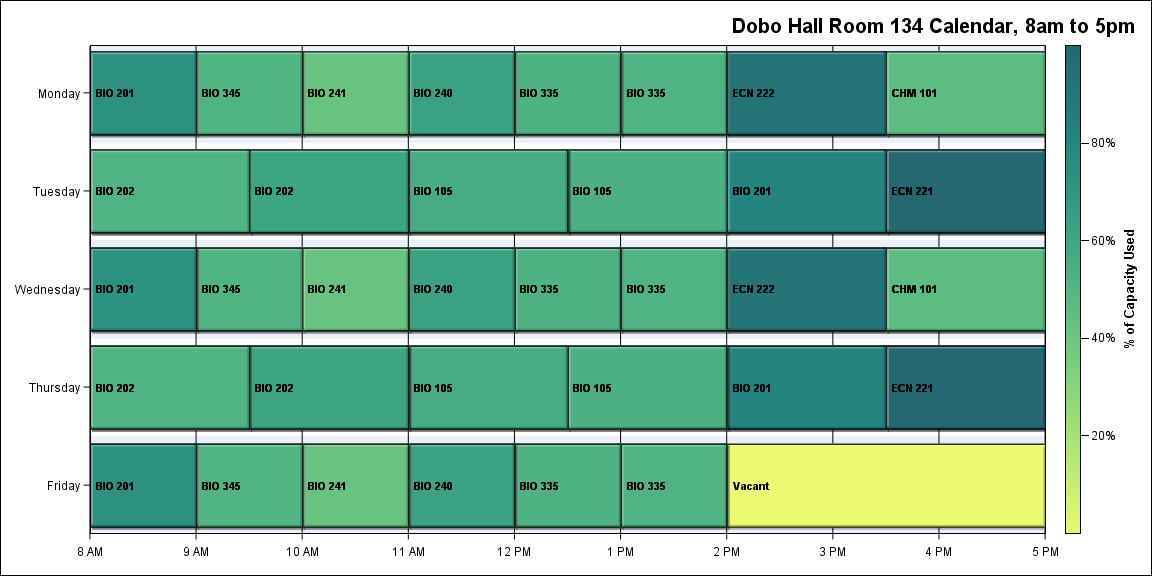 Dobo Hall Room 134 Calendar, 8am to 5pm
Monday
BIO 201
BIO 345
BIO 241
BIO 240
BIO 335
BIO 335
ECN 222
CHM 101
Tuesday
BIO 202
BIO 202
BIO 105
BIO 105
BIO 201
ECN 221
Wednesday
BIO 201
BIO 345
BIO 241
BIO 240
BIO 335
BIO 335
ECN 222
CHM 101
Thursday
BIO 202
BIO 202
BIO 105
BIO 105
BIO 201
ECN 221
Friday
BIO 201
BIO 345
BIO 241
BIO 240
BIO 335
BIO 335
Vacant
8 AM
9 AM
10 AM
11 AM
12 PM
1 PM
2 PM
3 PM
4 PM
5 PM
80%
60%
40%
20%
% of Capacity Used